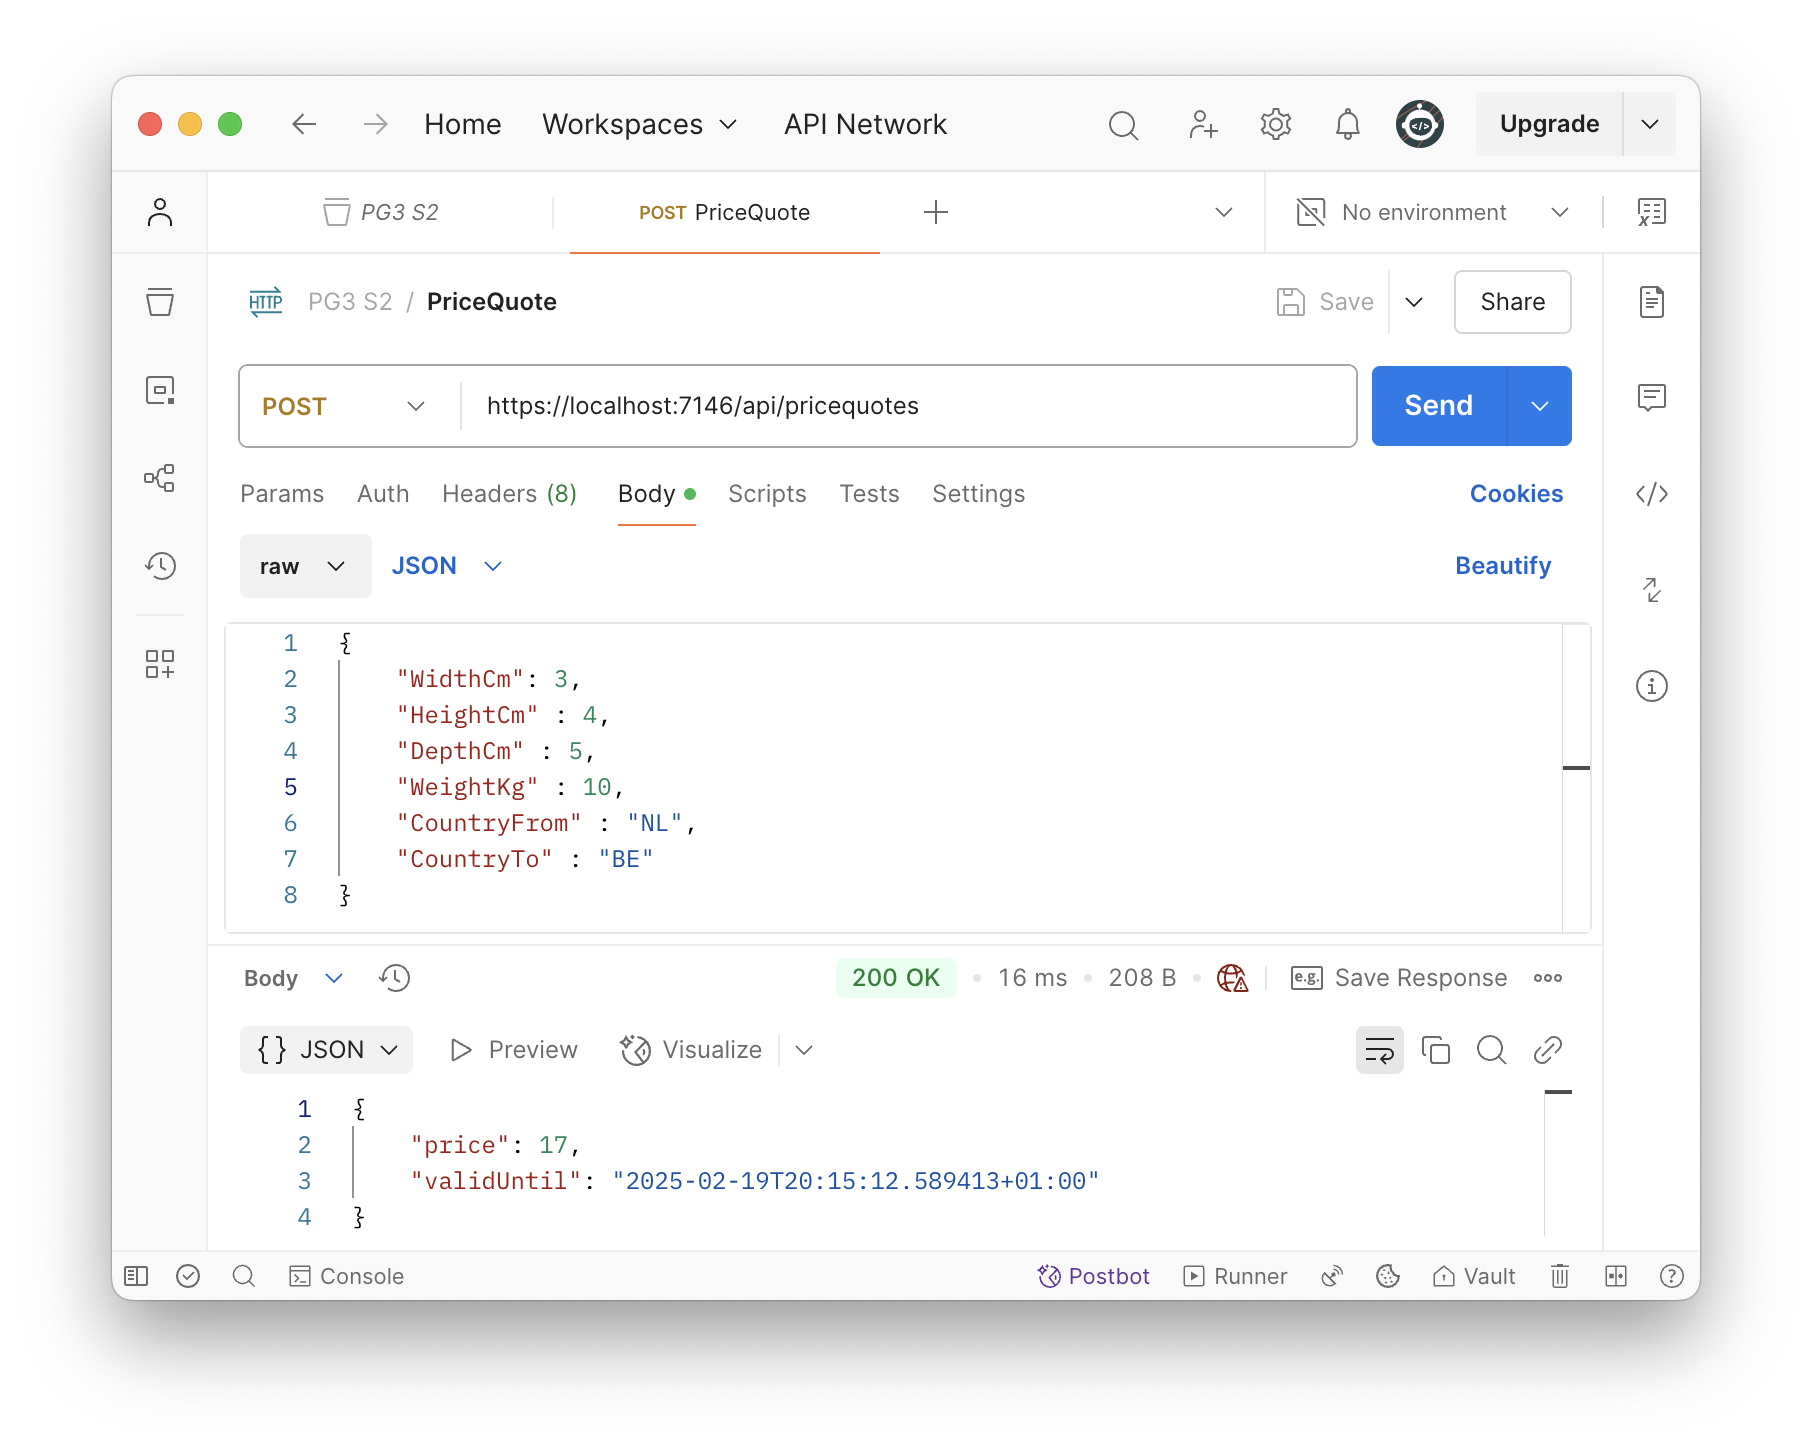 Home Workspaces API Network Upgrade
PG3 S2 POST PriceQuote No environment
HTTP PG3 S2 / PriceQuote Save Share
POST https://localhost:7146/api/pricequotes Send
Params Auth Headers (8) Body Scripts Tests Settings Cookies
raw JSON Beautify
1 {
2 "WidthCm": 3,
3 "HeightCm" : 4,
4 "DepthCm" : 5,
5 "WeightKg" : 10,
6 "CountryFrom" : "NL",
7 "CountryTo" : "BE"
8 }
Body 200 OK 16 ms 208 B e.g. Save Response
{} JSON Preview Visualize
1 {
2 "price": 17,
3 "validUntil": "2025-02-19T20:15:12.589413+01:00"
4 }
Console Postbot Runner Vault